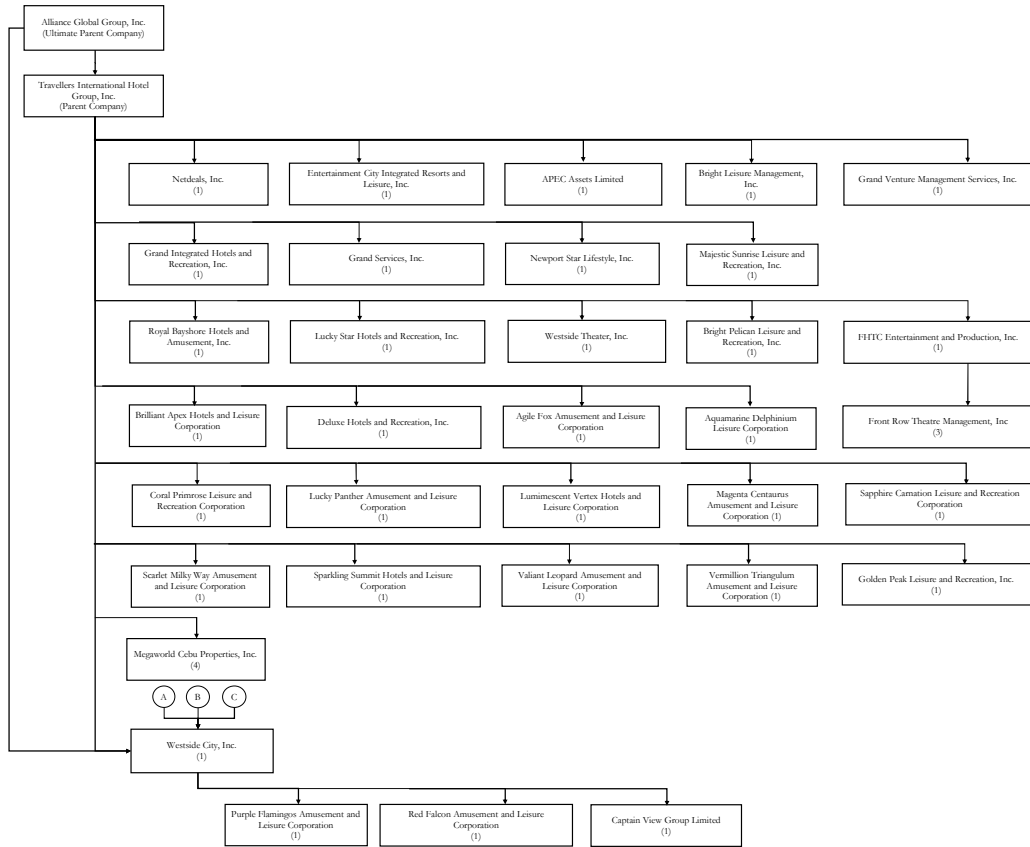 Alliance Global Group, Inc.
(Ultimate Parent Company)
Travellers International Hotel
Group, Inc.
(Parent Company)
Netdeals, Inc.
(1)
Entertainment City Integrated Resorts and
Leisure, Inc.
(1)
APEC Assets Limited
(1)
Bright Leisure Management,
Inc.
(1)
Grand Venture Management Services, Inc.
(1)
Grand Integrated Hotels and
Recreation, Inc.
(1)
Grand Services, Inc.
(1)
Newport Star Lifestyle, Inc.
(1)
Majestic Sunrise Leisure and
Recreation, Inc.
(1)
Royal Bayshore Hotels and
Amusement, Inc.
(1)
Lucky Star Hotels and Recreation, Inc.
(1)
Westside Theater, Inc.
(1)
Bright Pelican Leisure and
Recreation, Inc.
(1)
FHTC Entertainment and Production, Inc.
(1)
Brilliant Apex Hotels and Leisure
Corporation
(1)
Deluxe Hotels and Recreation, Inc.
(1)
Agile Fox Amusement and Leisure
Corporation
(1)
Aquamarine Delphinium
Leisure Corporation
(1)
Front Row Theatre Management, Inc
(3)
Coral Primrose Leisure and
Recreation Corporation
(1)
Lucky Panther Amusement and Leisure
Corporation
(1)
Lumimescent Vertex Hotels and
Leisure Corporation
(1)
Magenta Centaurus
Amusement and Leisure
Corporation (1)
Sapphire Carnation Leisure and Recreation
Corporation
(1)
Scarlet Milky Way Amusement
and Leisure Corporation
(1)
Sparkling Summit Hotels and Leisure
Corporation
(1)
Valiant Leopard Amusement and
Leisure Corporation
(1)
Vermillion Triangulum
Amusement and Leisure
Corporation (1)
Golden Peak Leisure and Recreation, Inc.
(1)
Megaworld Cebu Properties, Inc.
(4)
A
B
C
Westside City, Inc.
(1)
Purple Flamingos Amusement and
Leisure Corporation
(1)
Red Falcon Amusement and Leisure
Corporation
(1)
Captain View Group Limited
(1)